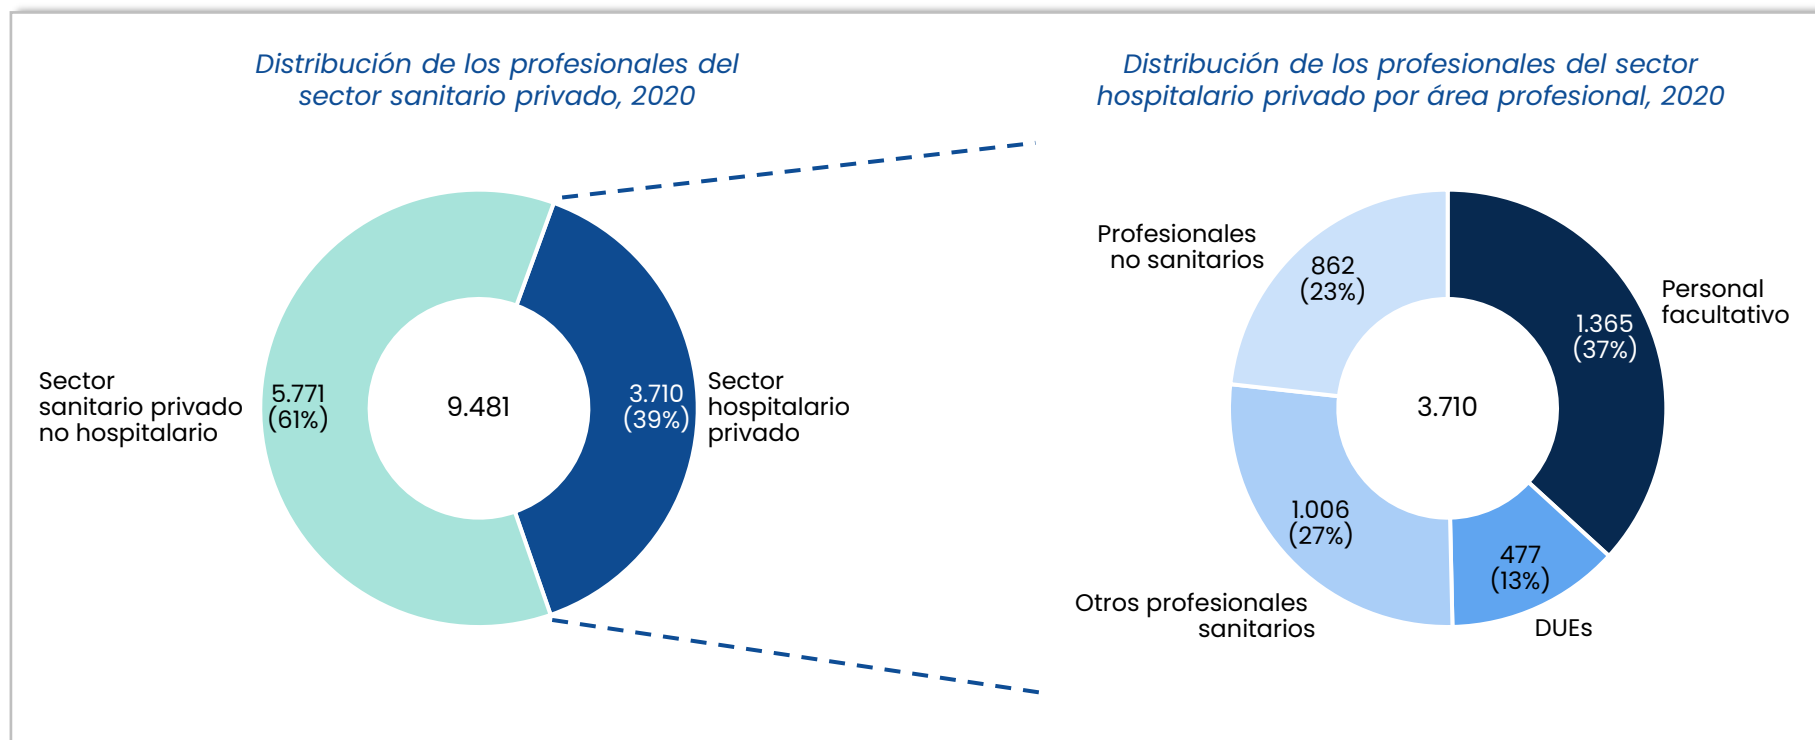 Distribución de los profesionales del
sector sanitario privado, 2020
Sector
sanitario privado
no hospitalario
5.771
(61%)
9.481
3.710
(39%)
Sector
hospitalario
privado
Distribución de los profesionales del sector
hospitalario privado por área profesional, 2020
Profesionales
no sanitarios
862
(23%)
1.365
(37%)
Personal
facultativo
3.710
1.006
(27%)
Otros profesionales
sanitarios
477
(13%)
DUEs